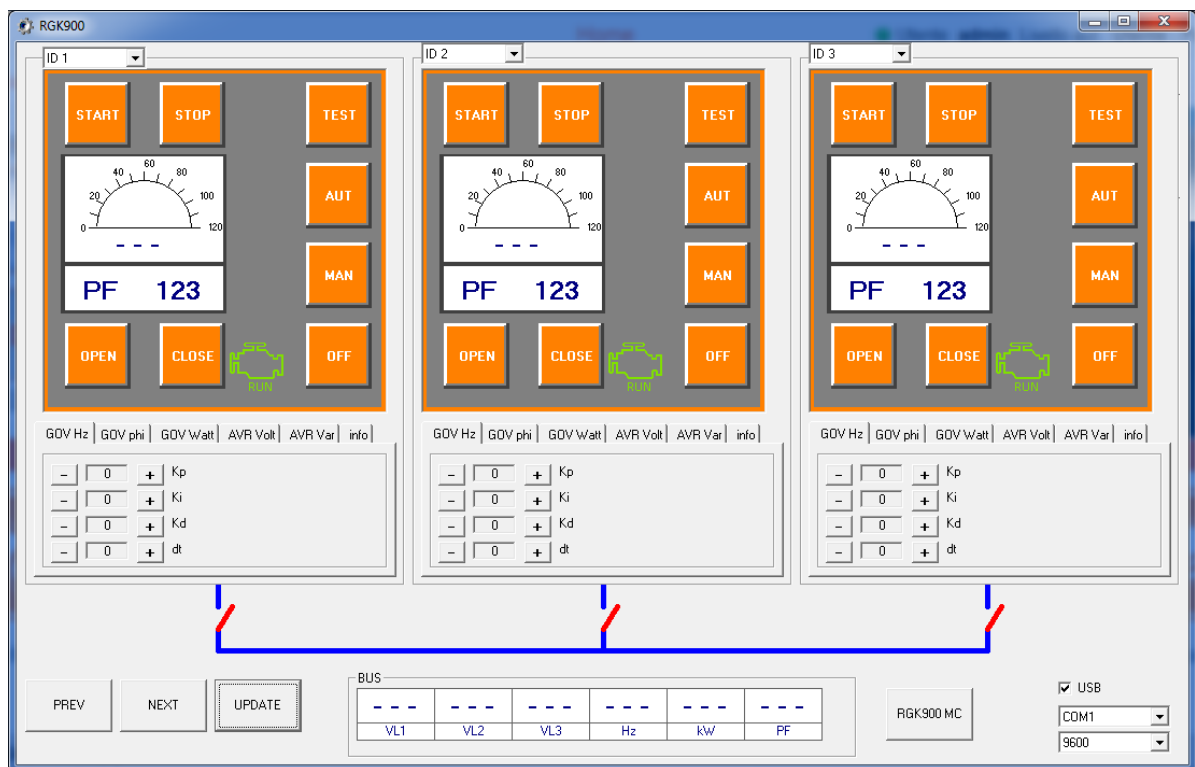 RGK900
ID 1
START STOP TEST
0 20 40 60 80 100 120
AUT
- - -
PF 123
MAN
OPEN CLOSE RUN OFF
GOV Hz GOV phi GOV Watt AVR Volt AVR Var info
- 0 + Kp
- 0 + Ki
- 0 + Kd
- 0 + dt
ID 2
START STOP TEST
0 20 40 60 80 100 120
AUT
- - -
PF 123
MAN
OPEN CLOSE RUN OFF
GOV Hz GOV phi GOV Watt AVR Volt AVR Var info
- 0 + Kp
- 0 + Ki
- 0 + Kd
- 0 + dt
ID 3
START STOP TEST
0 20 40 60 80 100 120
AUT
- - -
PF 123
MAN
OPEN CLOSE RUN OFF
GOV Hz GOV phi GOV Watt AVR Volt AVR Var info
- 0 + Kp
- 0 + Ki
- 0 + Kd
- 0 + dt
PREV NEXT UPDATE
BUS
- - - - - - - - - - - - - - - - - -
VL1 VL2 VL3 Hz kW PF
RGK900 MC
USB
COM1
9600